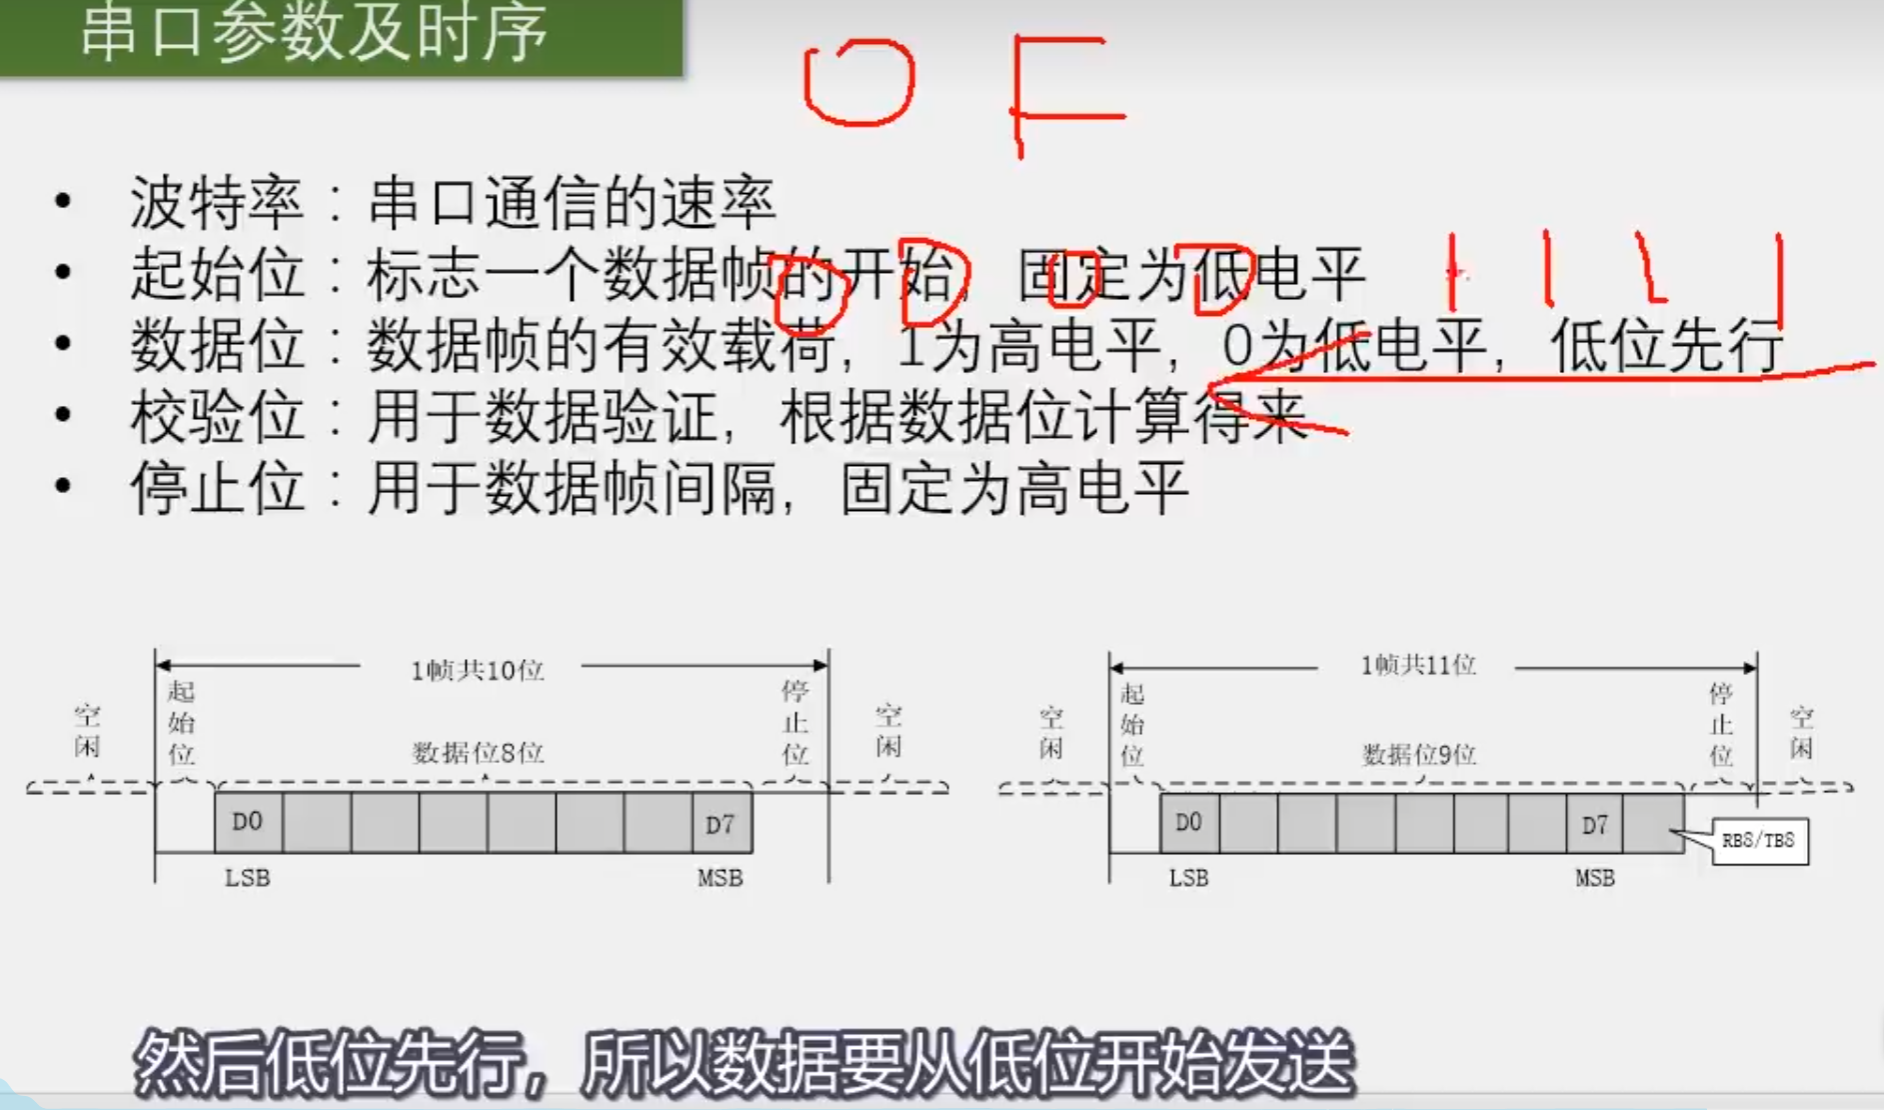 串口参数及时序
0 F
• 波特率：串口通信的速率
• 起始位：标志一个数据帧的开始，固定为低电平
0 0 0 0 1 1 1 1
• 数据位：数据帧的有效载荷，1为高电平，0为低电平，低位先行
• 校验位：用于数据验证，根据数据位计算得来
• 停止位：用于数据帧间隔，固定为高电平
1帧共10位
空闲 起始位 数据位8位 停止位 空闲
D0 D7
LSB MSB
1帧共11位
空闲 起始位 数据位9位 停止位 空闲
D0 D7 RB8/TB8
LSB MSB
然后低位先行，所以数据要从低位开始发送